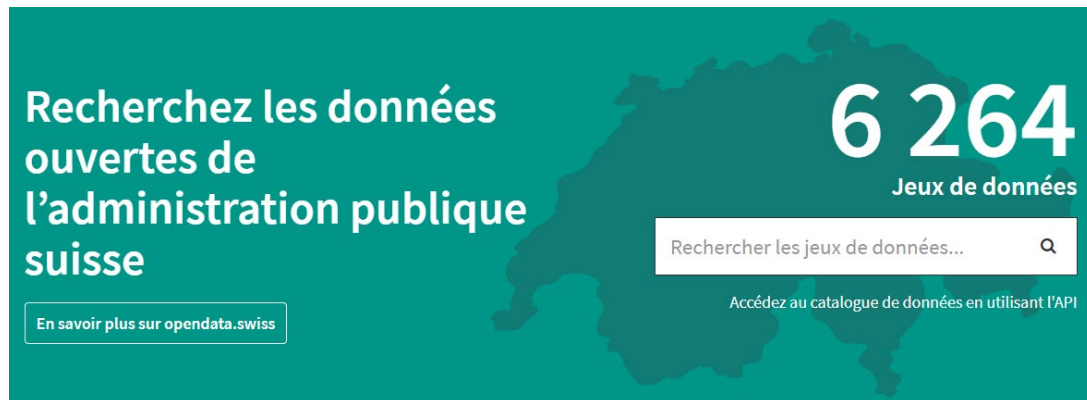 Recherchez les données
ouvertes de
l’administration publique
suisse
En savoir plus sur opendata.swiss
6 264
Jeux de données
Rechercher les jeux de données...
Accédez au catalogue de données en utilisant l'API